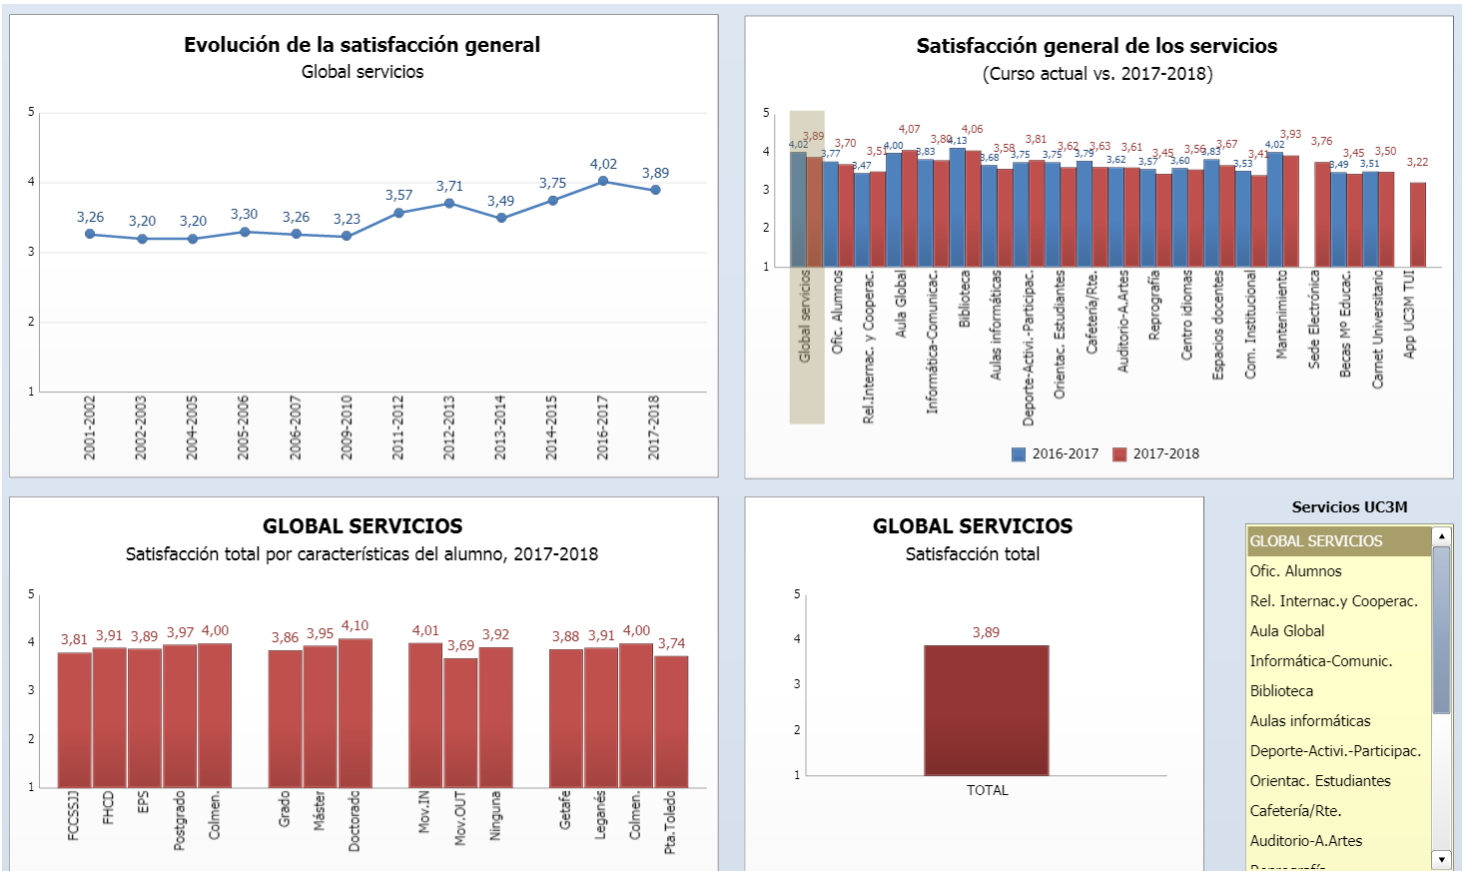 Evolución de la satisfacción general
Global servicios
5
4
3
2
1
3,26
3,20
3,20
3,30
3,26
3,23
3,57
3,71
3,49
3,75
4,02
3,89
2001-2002
2002-2003
2004-2005
2005-2006
2006-2007
2009-2010
2011-2012
2012-2013
2013-2014
2014-2015
2016-2017
2017-2018
Satisfacción general de los servicios
(Curso actual vs. 2017-2018)
5
4
3
2
1
4,02 3,89
3,77 3,70
3,47 3,51
4,00 4,07
3,83 3,80
4,13 4,06
3,68 3,58
3,75 3,81
3,75 3,62
3,79 3,63
3,62 3,61
3,57 3,45
3,60 3,56
3,83 3,67
3,53 3,41
4,02 3,93
3,76
3,49 3,45
3,51 3,50
3,22
Global servicios
Ofic. Alumnos
Rel.Internac. y Cooperac.
Aula Global
Informática-Comunicac.
Biblioteca
Aulas informáticas
Deporte-Activi.-Participac.
Orientac. Estudiantes
Cafetería/Rte.
Auditorio-A.Artes
Reprografía
Centro idiomas
Espacios docentes
Com. Institucional
Mantenimiento
Sede Electrónica
Becas Mº Educac.
Carnet Universitario
App UC3M TUI
2016-2017 2017-2018
GLOBAL SERVICIOS
Satisfacción total por características del alumno, 2017-2018
5
4
3
2
1
3,81 3,91 3,89 3,97 4,00
3,86 3,95 4,10
4,01 3,69 3,92
3,88 3,91 4,00 3,74
FCCSSJJ
FHCD
EPS
Postgrado
Colmen.
Grado
Máster
Doctorado
Mov.IN
Mov.OUT
Ninguna
Getafe
Leganés
Colmen.
Pta.Toledo
GLOBAL SERVICIOS
Satisfacción total
5
4
3
2
1
3,89
TOTAL
Servicios UC3M
GLOBAL SERVICIOS
Ofic. Alumnos
Rel. Internac.y Cooperac.
Aula Global
Informática-Comunic.
Biblioteca
Aulas informáticas
Deporte-Activi.-Participac.
Orientac. Estudiantes
Cafetería/Rte.
Auditorio-A.Artes